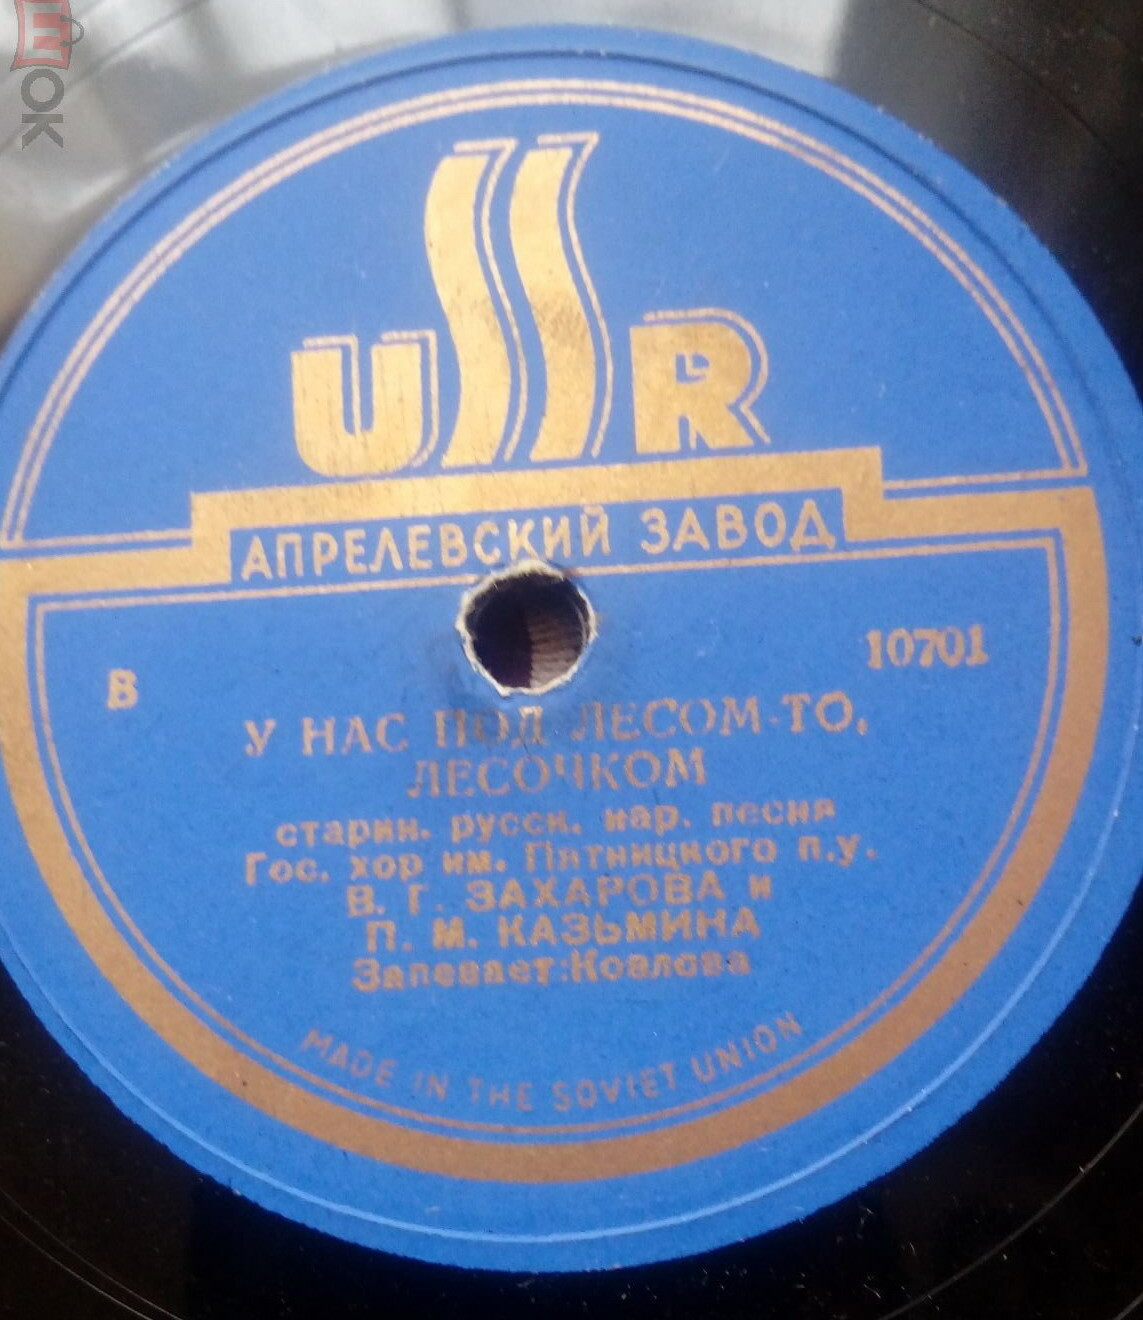 USSR
АПРЕЛЕВСКИЙ ЗАВОД
В 10701
У НАС ПОД ЛЕСОМ-ТО,
ЛЕСОЧКОМ
старин. русск. нар. песня
Гос. хор им. Пятницкого п.у.
В. Г. ЗАХАРОВА и
П. М. КАЗЬМИНА
Запевает:Козлова
MADE IN THE SOVIET UNION